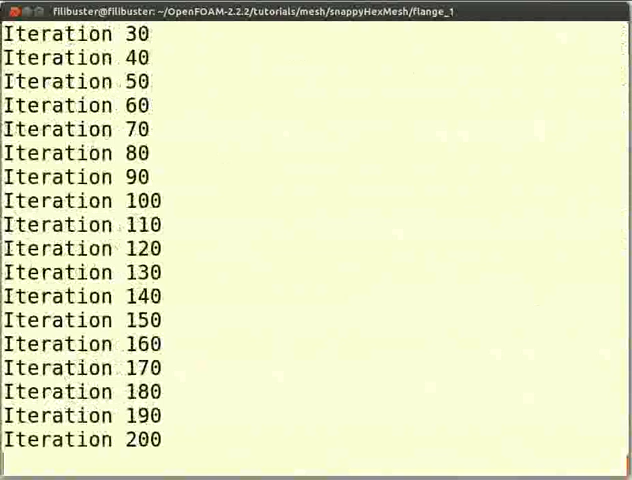 filibuster@filibuster: ~/OpenFOAM-2.2.2/tutorials/mesh/snappyHexMesh/flange_1
Iteration 30
Iteration 40
Iteration 50
Iteration 60
Iteration 70
Iteration 80
Iteration 90
Iteration 100
Iteration 110
Iteration 120
Iteration 130
Iteration 140
Iteration 150
Iteration 160
Iteration 170
Iteration 180
Iteration 190
Iteration 200